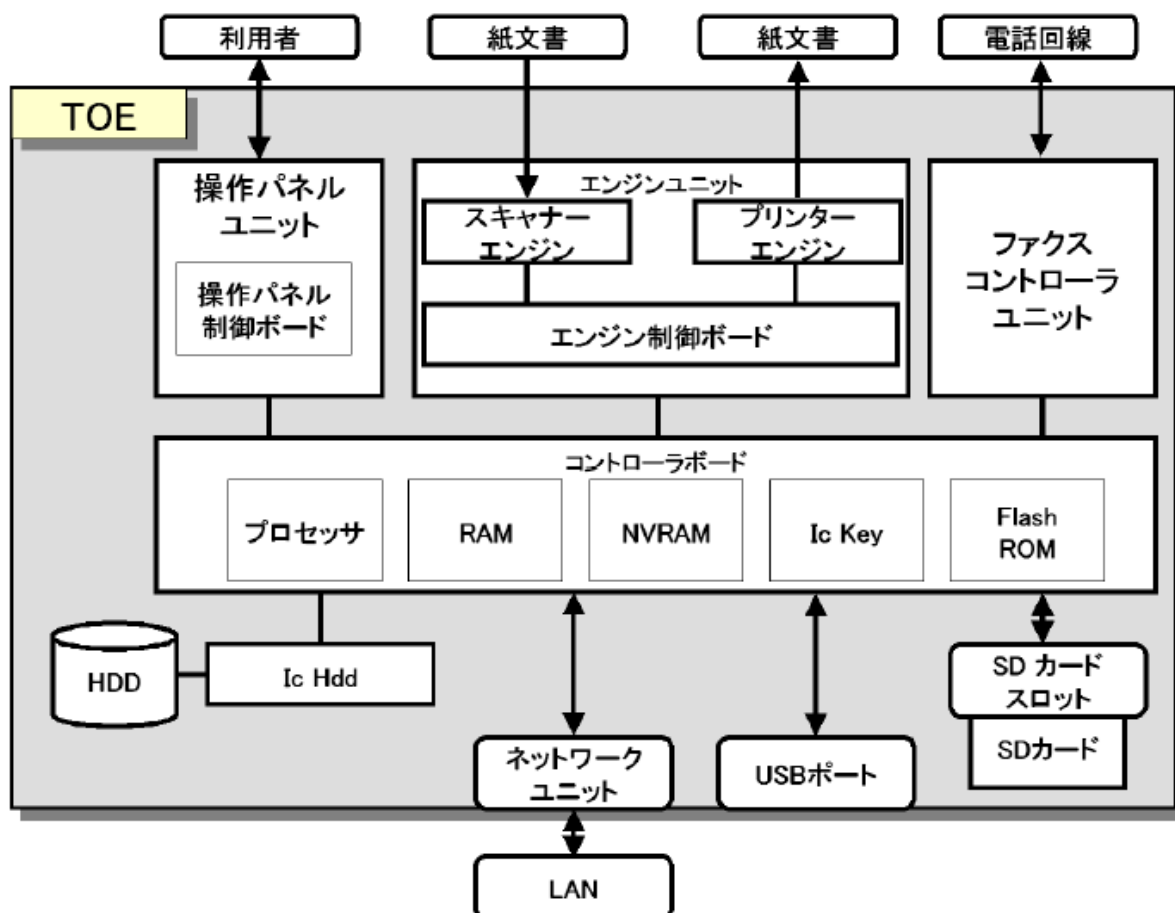 利用者
紙文書
紙文書
電話回線
TOE
操作パネル
ユニット
操作パネル
制御ボード
エンジンユニット
スキャナー
エンジン
プリンター
エンジン
エンジン制御ボード
ファクス
コントローラ
ユニット
コントローラボード
プロセッサ
RAM
NVRAM
Ic Key
Flash
ROM
HDD
Ic Hdd
ネットワーク
ユニット
USBポート
SD カード
スロット
SDカード
LAN